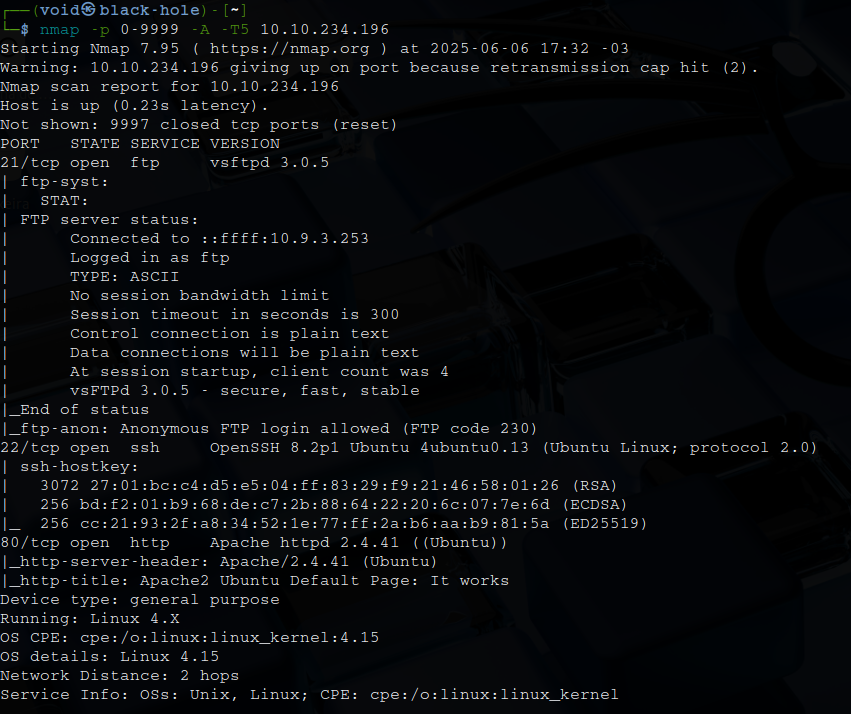 ┌──(void㉿black-hole)-[~]
└─$ nmap -p 0-9999 -A -T5 10.10.234.196
Starting Nmap 7.95 ( https://nmap.org ) at 2025-06-06 17:32 -03
Warning: 10.10.234.196 giving up on port because retransmission cap hit (2).
Nmap scan report for 10.10.234.196
Host is up (0.23s latency).
Not shown: 9997 closed tcp ports (reset)
PORT   STATE SERVICE VERSION
21/tcp open  ftp     vsftpd 3.0.5
| ftp-syst:
|   STAT:
| FTP server status:
|      Connected to ::ffff:10.9.3.253
|      Logged in as ftp
|      TYPE: ASCII
|      No session bandwidth limit
|      Session timeout in seconds is 300
|      Control connection is plain text
|      Data connections will be plain text
|      At session startup, client count was 4
|      vsFTPd 3.0.5 - secure, fast, stable
|_End of status
|_ftp-anon: Anonymous FTP login allowed (FTP code 230)
22/tcp open  ssh     OpenSSH 8.2p1 Ubuntu 4ubuntu0.13 (Ubuntu Linux; protocol 2.0)
| ssh-hostkey:
|   3072 27:01:bc:c4:d5:e5:04:ff:83:29:f9:21:46:58:01:26 (RSA)
|   256 bd:f2:01:b9:68:de:c7:2b:88:64:22:20:6c:07:7e:6d (ECDSA)
|_  256 cc:21:93:2f:a8:34:52:1e:77:ff:2a:b6:aa:b9:81:5a (ED25519)
80/tcp open  http    Apache httpd 2.4.41 ((Ubuntu))
|_http-server-header: Apache/2.4.41 (Ubuntu)
|_http-title: Apache2 Ubuntu Default Page: It works
Device type: general purpose
Running: Linux 4.X
OS CPE: cpe:/o:linux:linux_kernel:4.15
OS details: Linux 4.15
Network Distance: 2 hops
Service Info: OSs: Unix, Linux; CPE: cpe:/o:linux:linux_kernel